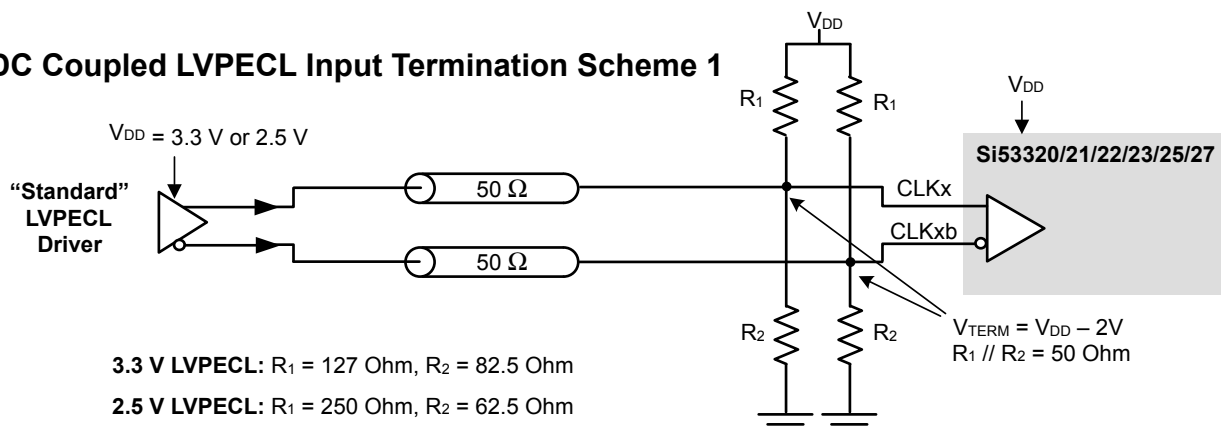 DC Coupled LVPECL Input Termination Scheme 1
VDD
R1
R1
VDD
VDD = 3.3 V or 2.5 V
Si53320/21/22/23/25/27
“Standard”
LVPECL
Driver
50 Ω
CLKx
50 Ω
CLKxb
R2
R2
VTERM = VDD – 2V
R1 // R2 = 50 Ohm
3.3 V LVPECL: R1 = 127 Ohm, R2 = 82.5 Ohm
2.5 V LVPECL: R1 = 250 Ohm, R2 = 62.5 Ohm